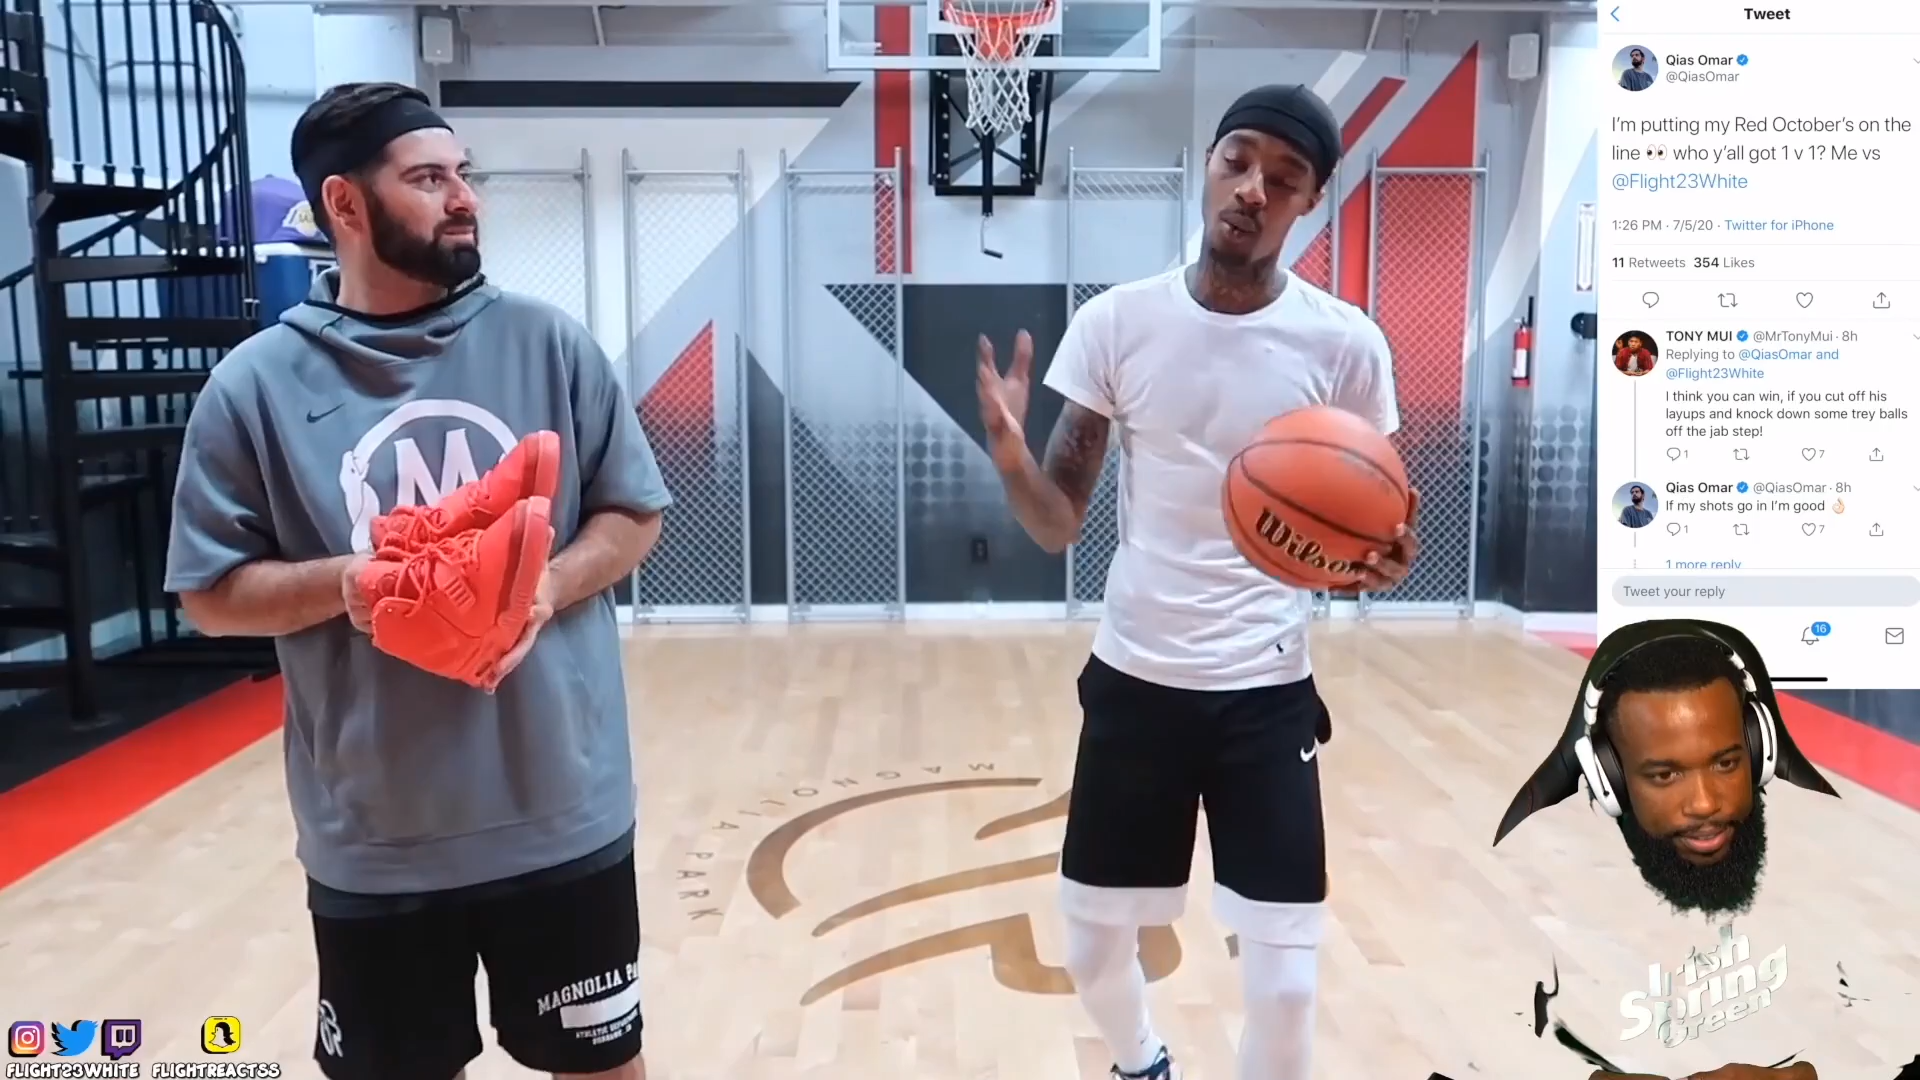 Tweet
Qias Omar
@QiasOmar
I'm putting my Red October's on the
line 👀 who y'all got 1 v 1? Me vs
@Flight23White
1:26 PM · 7/5/20 · Twitter for iPhone
11 Retweets 354 Likes
TONY MUI @MrTonyMui · 8h
Replying to @QiasOmar and
@Flight23White
I think you can win, if you cut off his
layups and knock down some trey balls
off the jab step!
1
7
Qias Omar @QiasOmar · 8h
If my shots go in I'm good 👌🏻
1
7
1 more reply
Tweet your reply
16
M
Wilson
MAGNOLIA PARK
MAGNOLIA PA
Irish
Spring
Green
FLIGHT23WHITE FLIGHTREACTSS